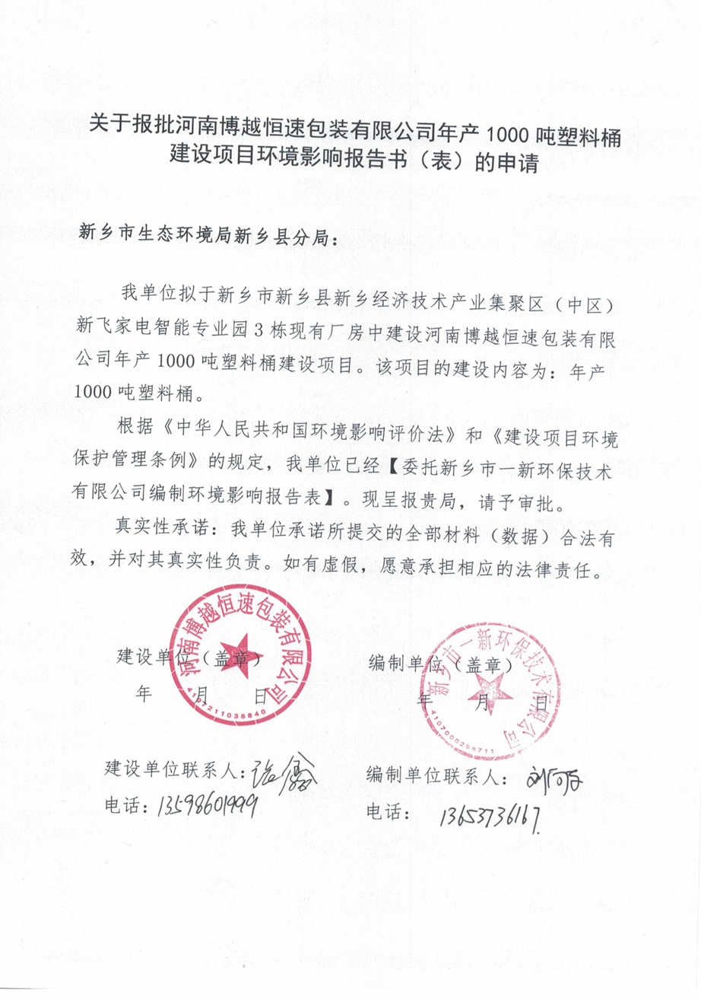 关于报批河南博越恒速包装有限公司年产1000吨塑料桶
建设项目环境影响报告书（表）的申请
新乡市生态环境局新乡县分局：
我单位拟于新乡市新乡县新乡经济技术产业集聚区（中区）
新飞家电智能专业园3栋现有厂房中建设河南博越恒速包装有限
公司年产1000吨塑料桶建设项目。该项目的建设内容为：年产
1000吨塑料桶。
根据《中华人民共和国环境影响评价法》和《建设项目环境
保护管理条例》的规定，我单位已经【委托新乡市一新环保技术
有限公司编制环境影响报告表】。现呈报贵局，请予审批。
真实性承诺：我单位承诺所提交的全部材料（数据）合法有
效，并对其真实性负责。如有虚假，愿意承担相应的法律责任。
河南博越恒速包装有限公司
4107211038840
建设单位（盖章）
年 月 日
新乡市一新环保技术有限公司
4107000298711
编制单位（盖章）
年 月 日
建设单位联系人：
电话：13598601999
编制单位联系人：刘
电话：13653736167.